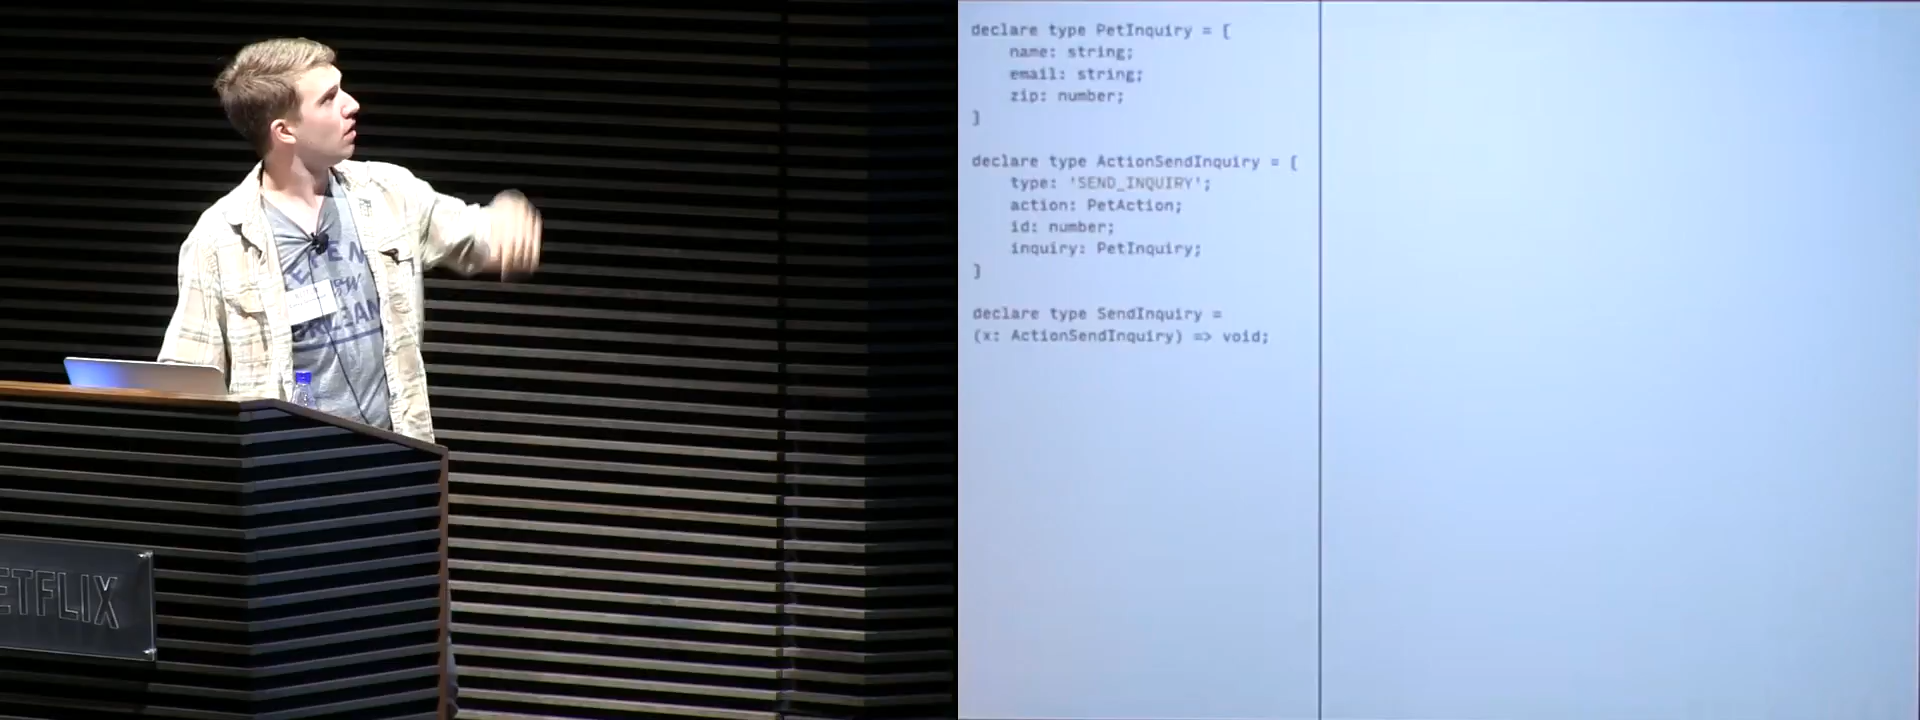 ETFLIX
declare type PetInquiry = {
name: string;
email: string;
zip: number;
}
declare type ActionSendInquiry = {
type: 'SEND_INQUIRY';
action: PetAction;
id: number;
inquiry: PetInquiry;
}
declare type SendInquiry =
(x: ActionSendInquiry) => void;